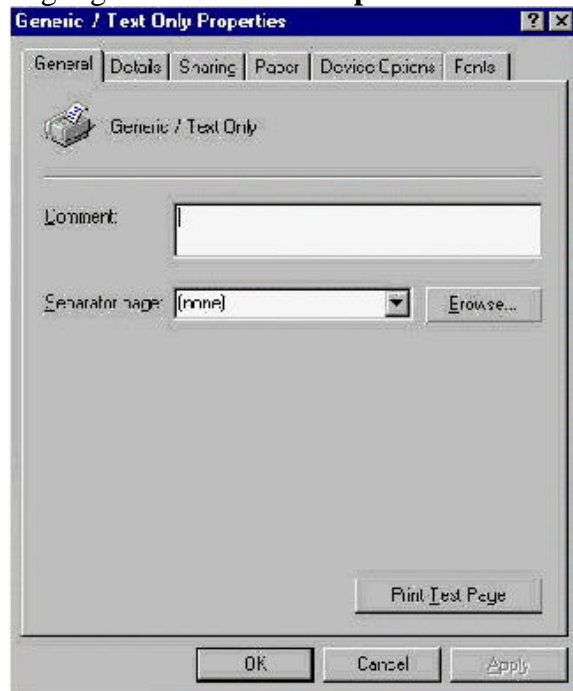 Generic / Text Only Properties ? ×
General Details Sharing Paper Device Options Fonts
Generic / Text Only
Comment:
Separator page: (none) Browse...
Print Test Page
OK Cancel Apply